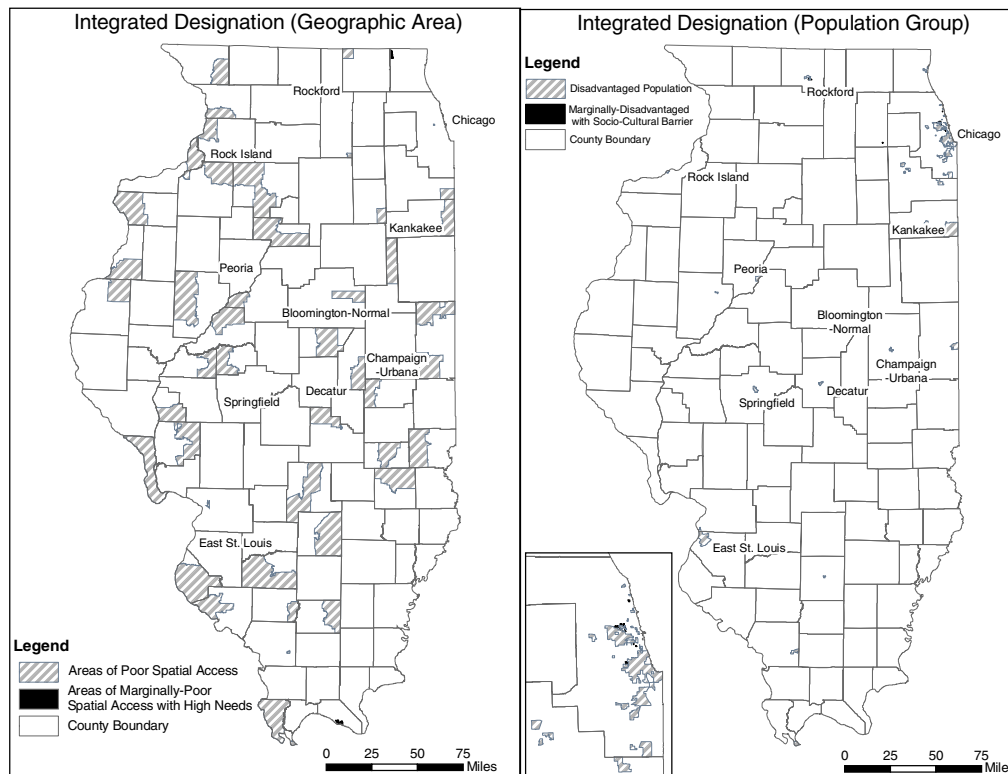 Integrated Designation (Geographic Area)
Rockford
Chicago
Rock Island
Kankakee
Peoria
Bloomington-Normal
Champaign
-Urbana
Decatur
Springfield
East St. Louis
Legend
Areas of Poor Spatial Access
Areas of Marginally-Poor
Spatial Access with High Needs
County Boundary
0 25 50 75
Miles
Integrated Designation (Population Group)
Legend
Disadvantaged Population
Marginally-Disadvantaged
with Socio-Cultural Barrier
County Boundary
Rockford
Chicago
Rock Island
Kankakee
Peoria
Bloomington
-Normal
Champaign
-Urbana
Decatur
Springfield
East St. Louis
0 25 50 75
Miles